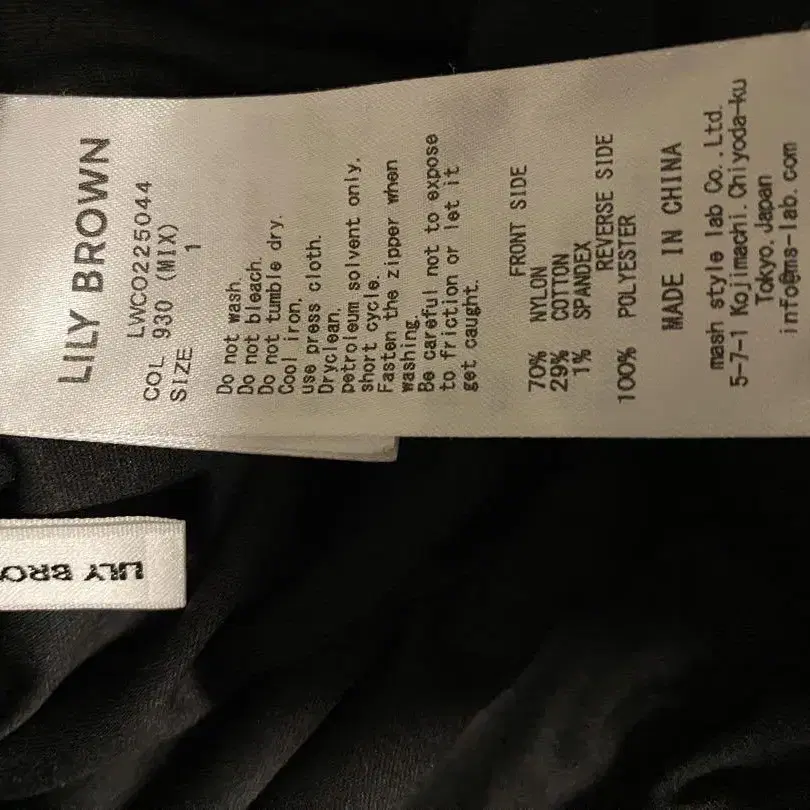 LILY BROWN
LWCO225044
COL 930 (MIX)
SIZE 1
Do not wash.
Do not bleach.
Do not tumble dry.
Cool iron,
use press cloth.
Dryclean,
petroleum solvent only,
short cycle.
Fasten the zipper when
washing.
Be careful not to expose
to friction or let it
get caught.
FRONT SIDE
70% NYLON
29% COTTON
1% SPANDEX
REVERSE SIDE
100% POLYESTER
MADE IN CHINA
mash style lab Co.,Ltd.
5-7-1 Kojimachi.Chiyoda-ku
Tokyo.Japan
info@ms-lab.com
LILY BRO